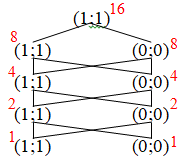 (1;1) 16
8 (1;1) (0;0) 8
4 (1;1) (0;0) 4
2 (1;1) (0;0) 2
1 (1;1) (0;0) 1